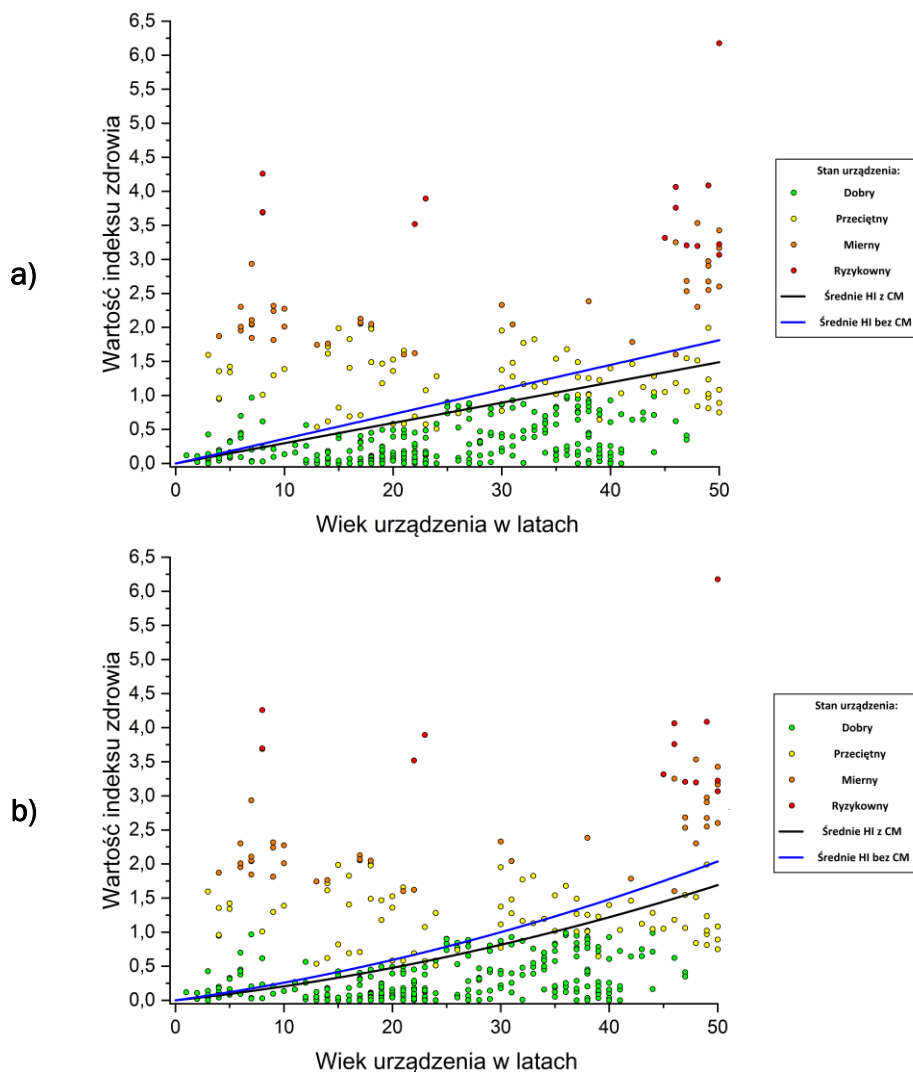 a)
Wartość indeksu zdrowia
6,5
6,0
5,5
5,0
4,5
4,0
3,5
3,0
2,5
2,0
1,5
1,0
0,5
0,0
0 10 20 30 40 50
Wiek urządzenia w latach
Stan urządzenia:
Dobry
Przeciętny
Mierny
Ryzykowny
Średnie HI z CM
Średnie HI bez CM
b)
Wartość indeksu zdrowia
6,5
6,0
5,5
5,0
4,5
4,0
3,5
3,0
2,5
2,0
1,5
1,0
0,5
0,0
0 10 20 30 40 50
Wiek urządzenia w latach
Stan urządzenia:
Dobry
Przeciętny
Mierny
Ryzykowny
Średnie HI z CM
Średnie HI bez CM